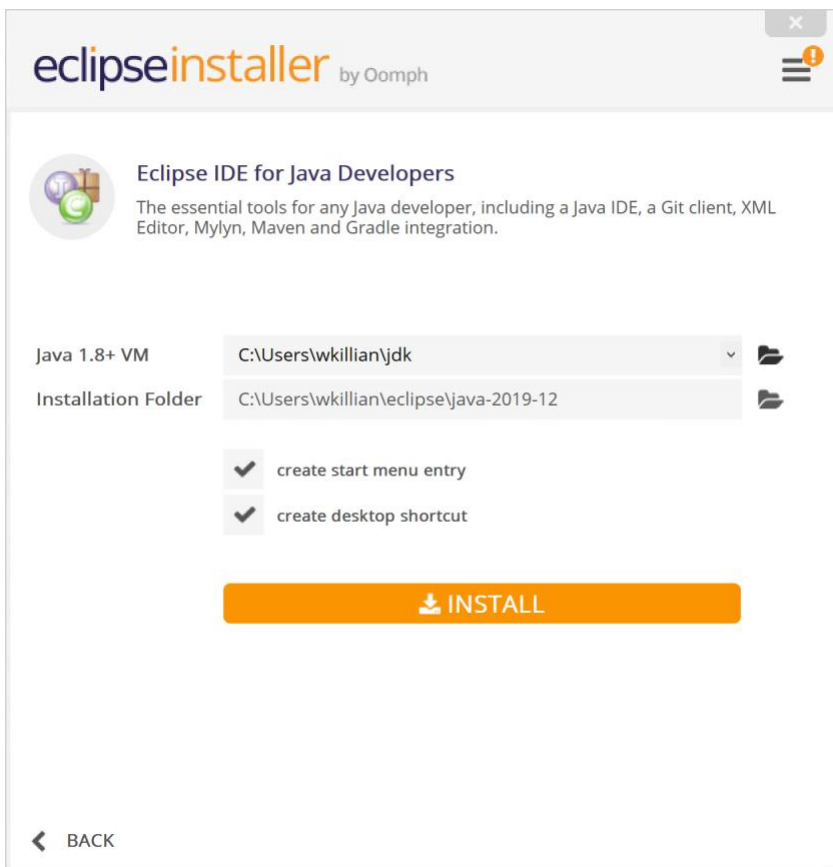 eclipseinstaller by Oomph
Eclipse IDE for Java Developers
The essential tools for any Java developer, including a Java IDE, a Git client, XML
Editor, Mylyn, Maven and Gradle integration.
Java 1.8+ VM C:\Users\wkillian\jdk
Installation Folder C:\Users\wkillian\eclipse\java-2019-12
create start menu entry
create desktop shortcut
INSTALL
BACK